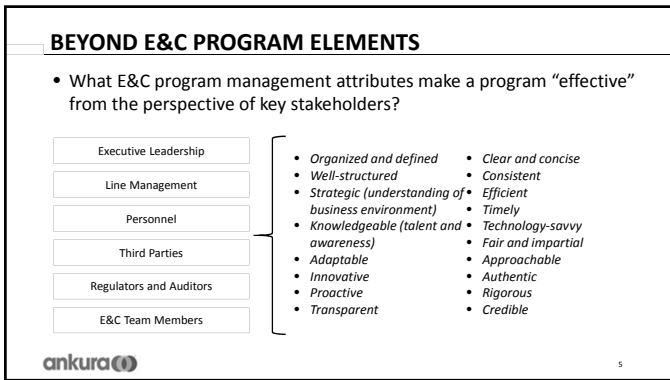 BEYOND E&C PROGRAM ELEMENTS
• What E&C program management attributes make a program “effective”
from the perspective of key stakeholders?
Executive Leadership
Line Management
Personnel
Third Parties
Regulators and Auditors
E&C Team Members
• Organized and defined
• Well-structured
• Strategic (understanding of
business environment)
• Knowledgeable (talent and
awareness)
• Adaptable
• Innovative
• Proactive
• Transparent
• Clear and concise
• Consistent
• Efficient
• Timely
• Technology-savvy
• Fair and impartial
• Approachable
• Authentic
• Rigorous
• Credible
ankura
5